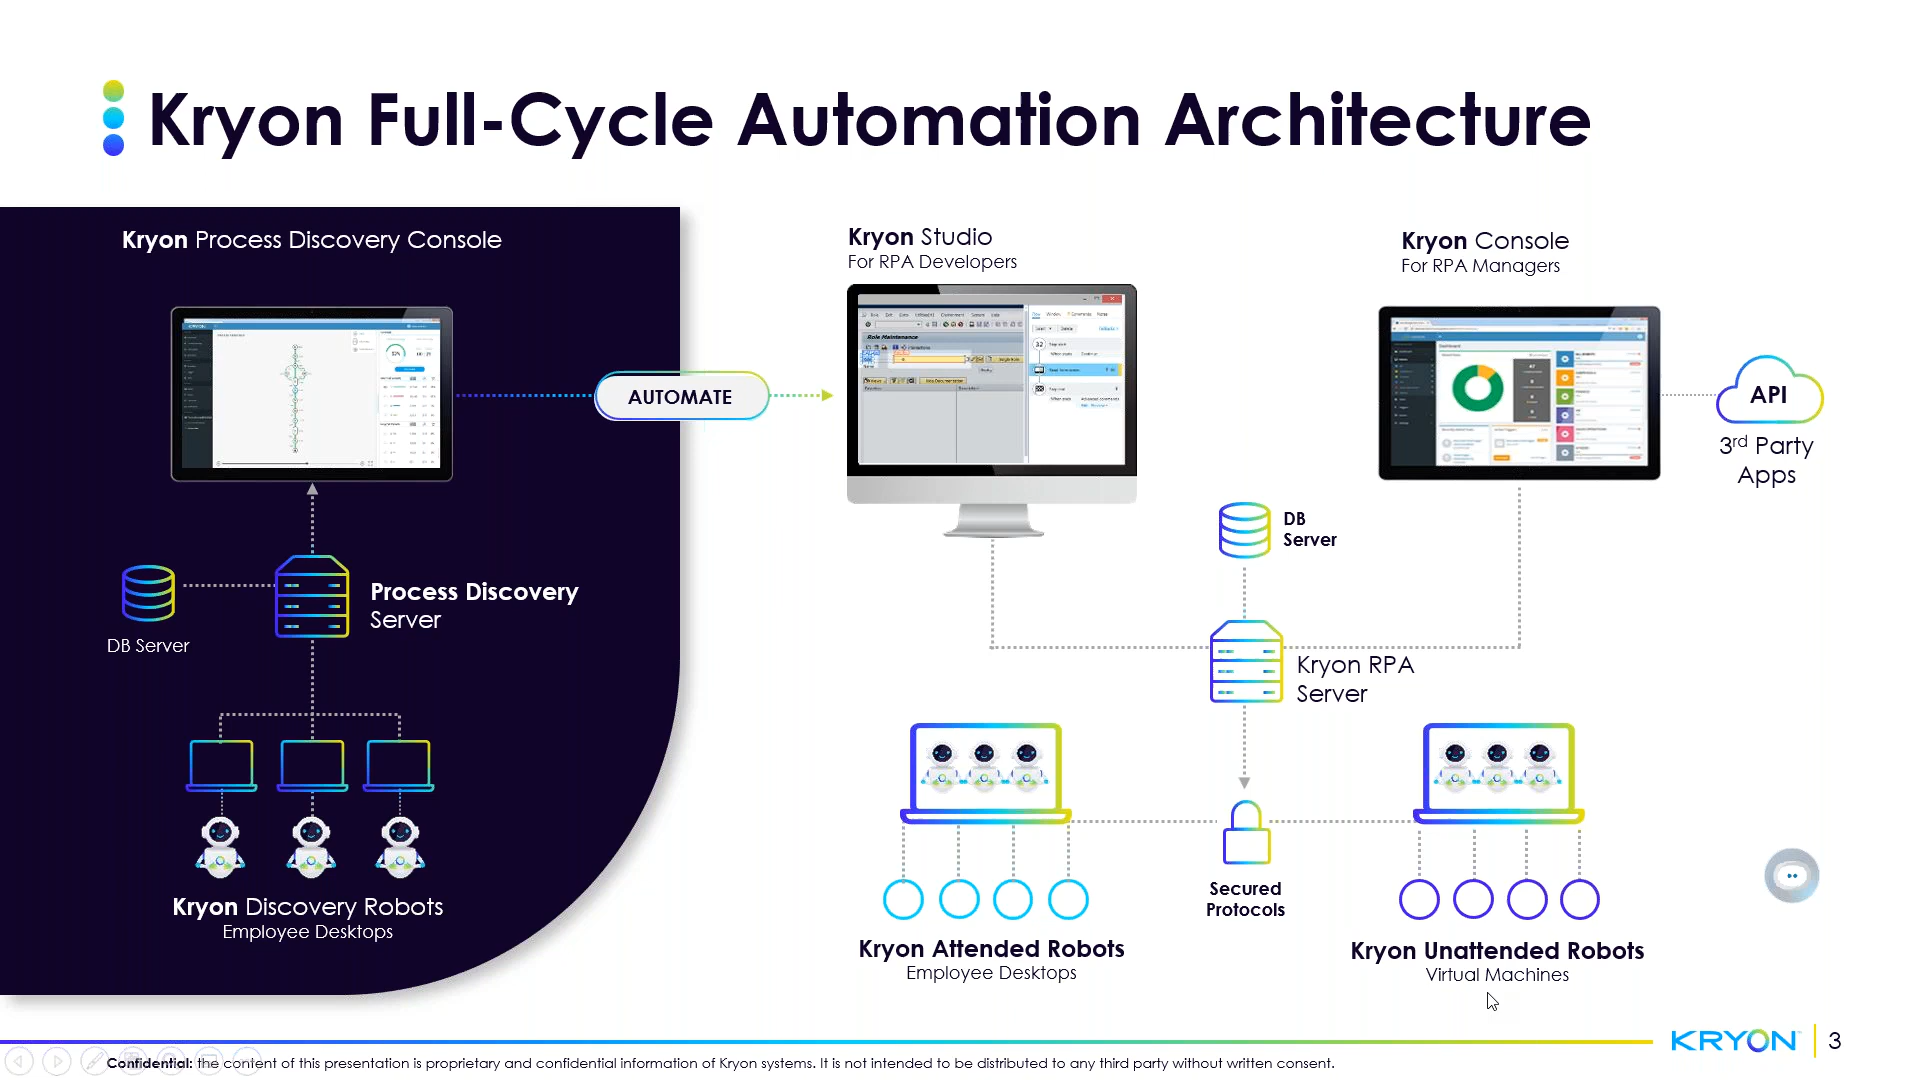 Kryon Full-Cycle Automation Architecture
Kryon Process Discovery Console
AUTOMATE
DB Server
Process Discovery
Server
Kryon Discovery Robots
Employee Desktops
Kryon Studio
For RPA Developers
Role Maintenance
32
Kryon Console
For RPA Managers
API
3rd Party
Apps
DB
Server
Kryon RPA
Server
Secured
Protocols
Kryon Attended Robots
Employee Desktops
Kryon Unattended Robots
Virtual Machines
KRYON
3
Confidential: the content of this presentation is proprietary and confidential information of Kryon systems. It is not intended to be distributed to any third party without written consent.